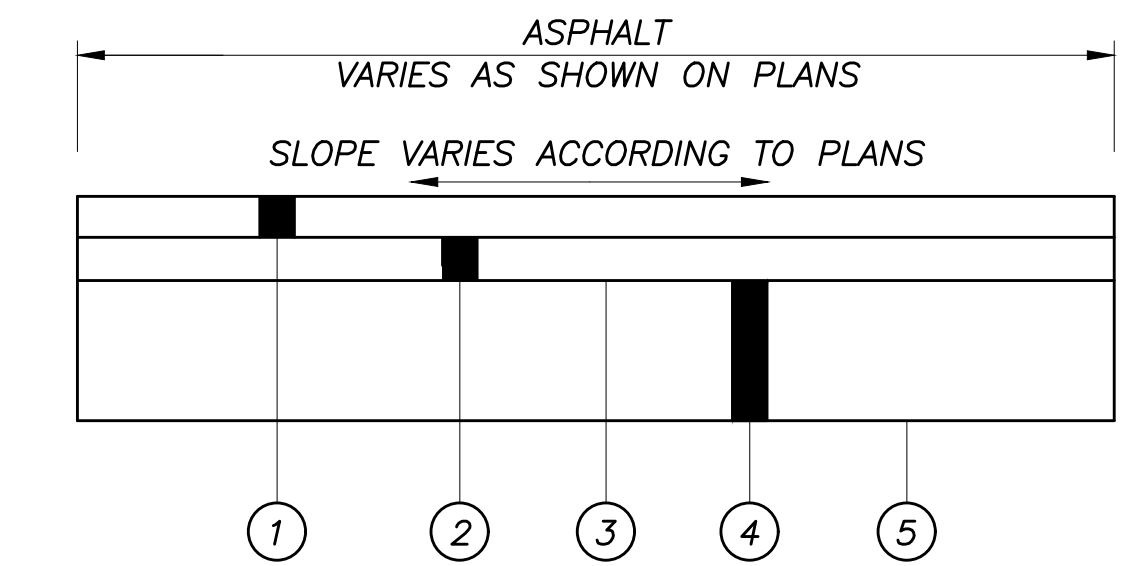 ASPHALT
VARIES AS SHOWN ON PLANS
SLOPE VARIES ACCORDING TO PLANS
1 2 3 4 5